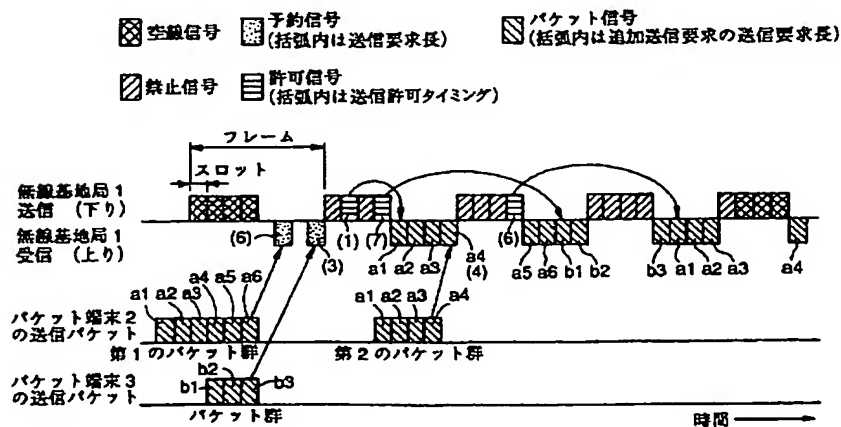 空線信号
予約信号
(括弧内は送信要求長)
パケット信号
(括弧内は追加送信要求の送信要求長)
禁止信号
許可信号
(括弧内は送信許可タイミング)
フレーム
スロット
無線基地局1
送信 (下り)
無線基地局1
受信 (上り)
(6)
(3)
(1)
(7)
a1
a2
a3
a4
(4)
(6)
a5
a6
b1
b2
b3
a1
a2
a3
a4
a1
a2
a3
a4
a5
a6
パケット端末2
の送信パケット
第1のパケット群
a1
a2
a3
a4
第2のパケット群
パケット端末3
の送信パケット
b1
b2
b3
パケット群
時間